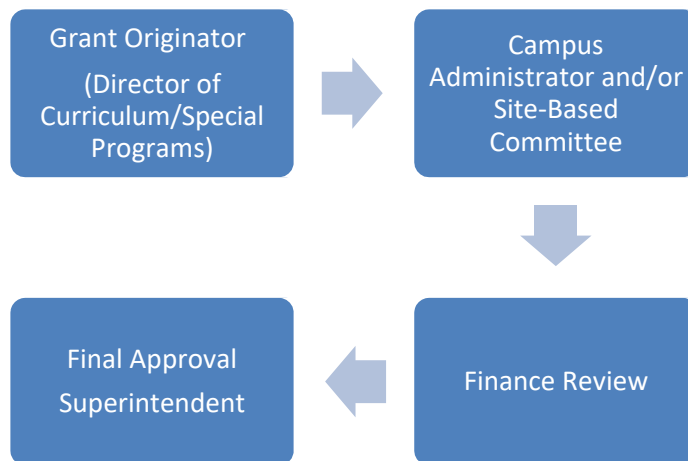 Grant Originator
(Director of
Curriculum/Special
Programs)
Campus
Administrator and/or
Site-Based
Committee
Finance Review
Final Approval
Superintendent